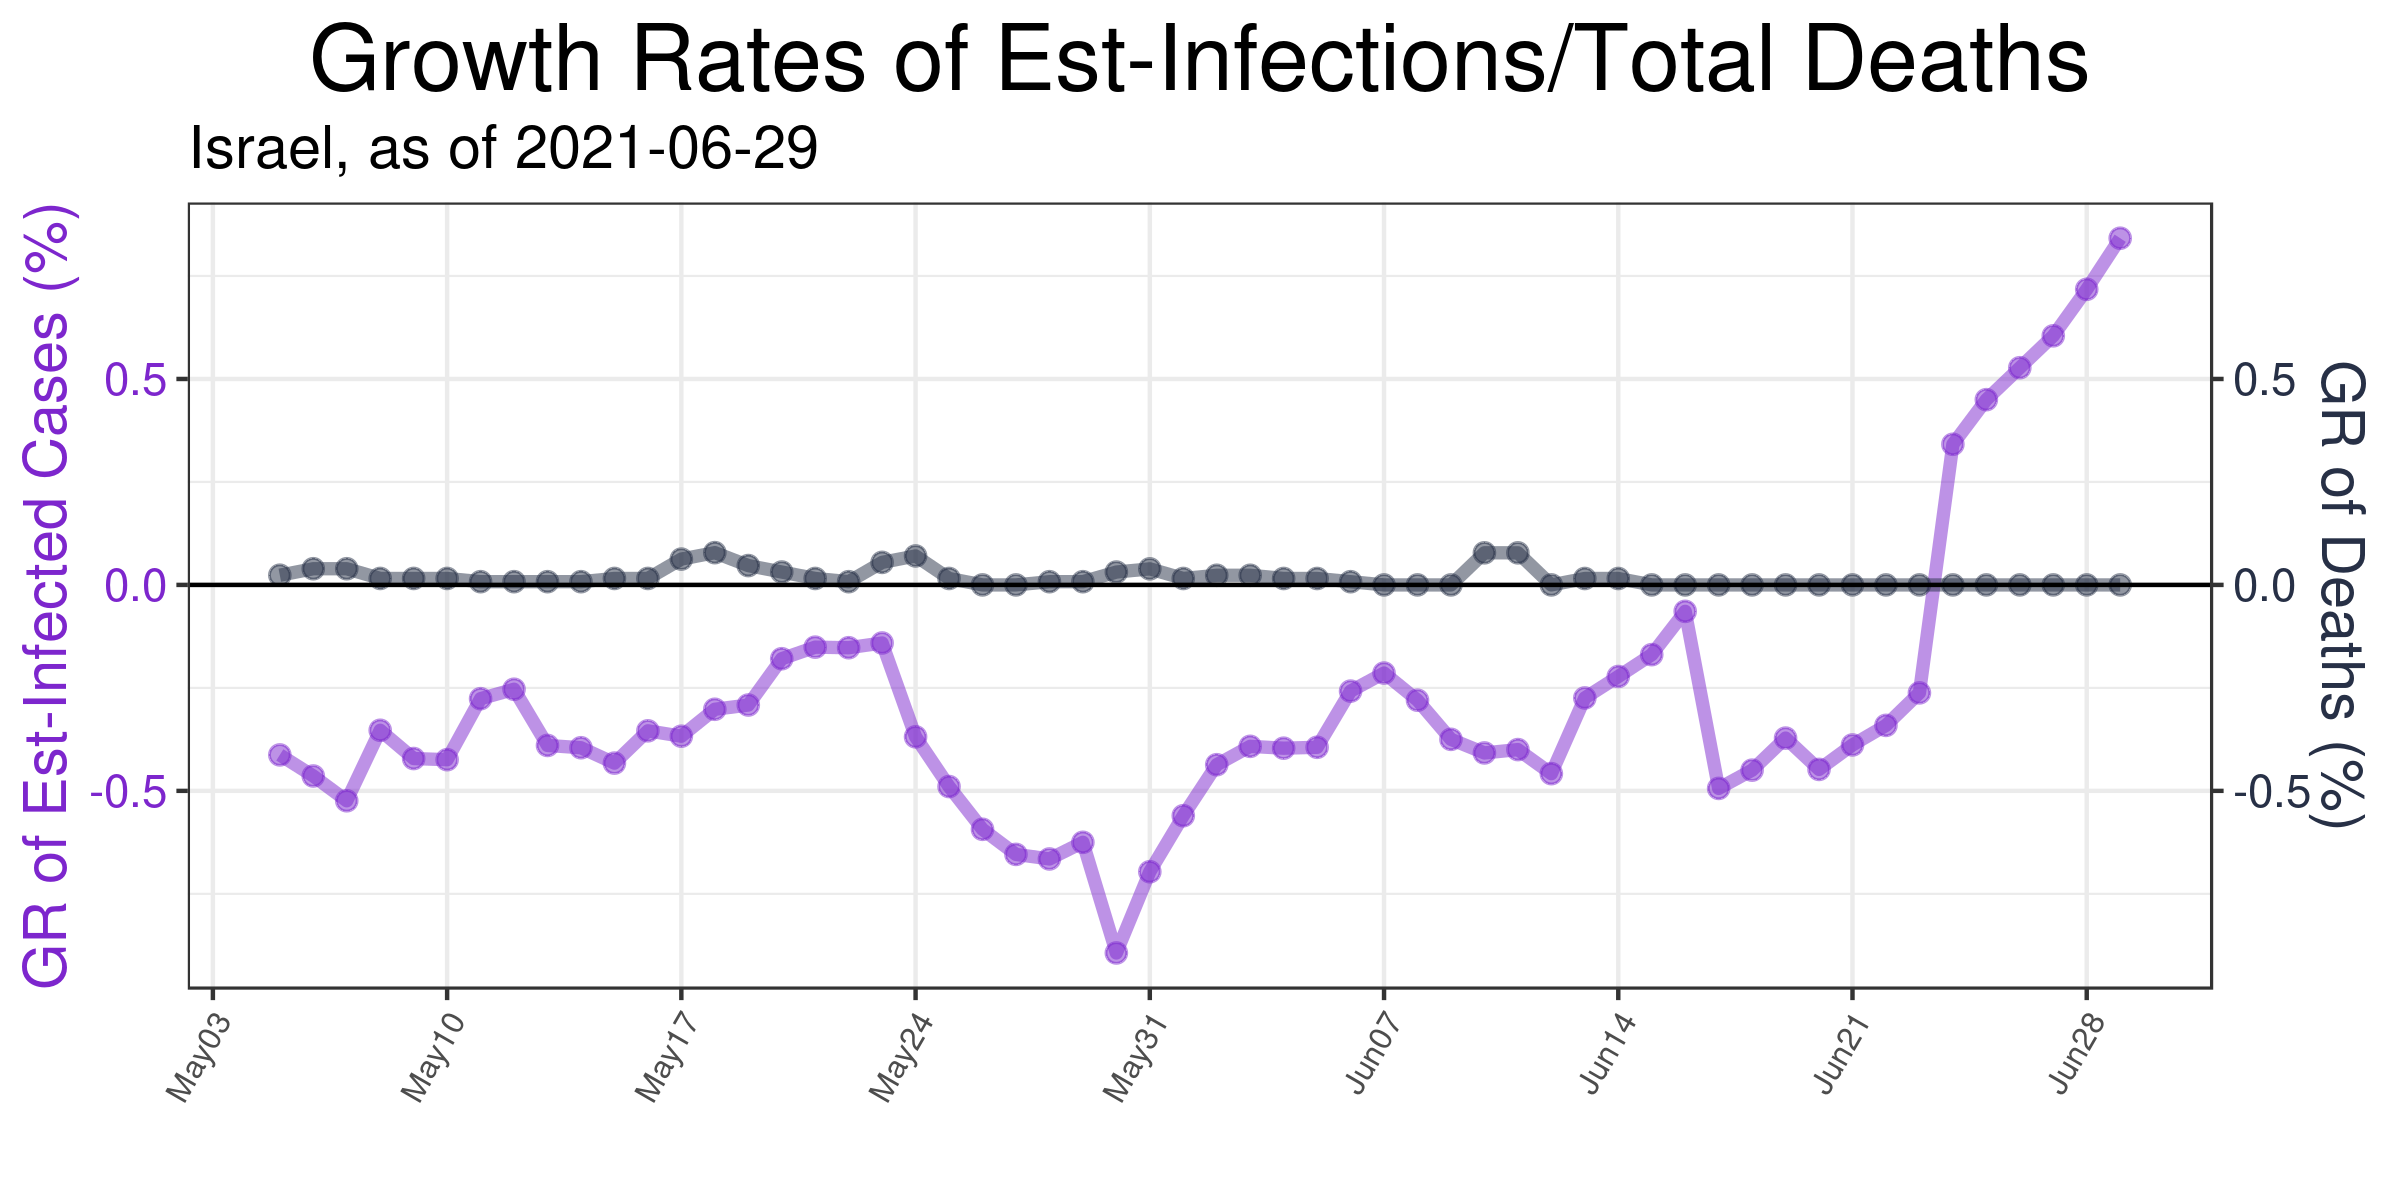 Growth Rates of Est-Infections/Total Deaths
Israel, as of 2021-06-29
GR of Est-Infected Cases (%)
0.5
0.0
-0.5
0.5
0.0
-0.5
GR of Deaths (%)
May03
May10
May17
May24
May31
Jun07
Jun14
Jun21
Jun28